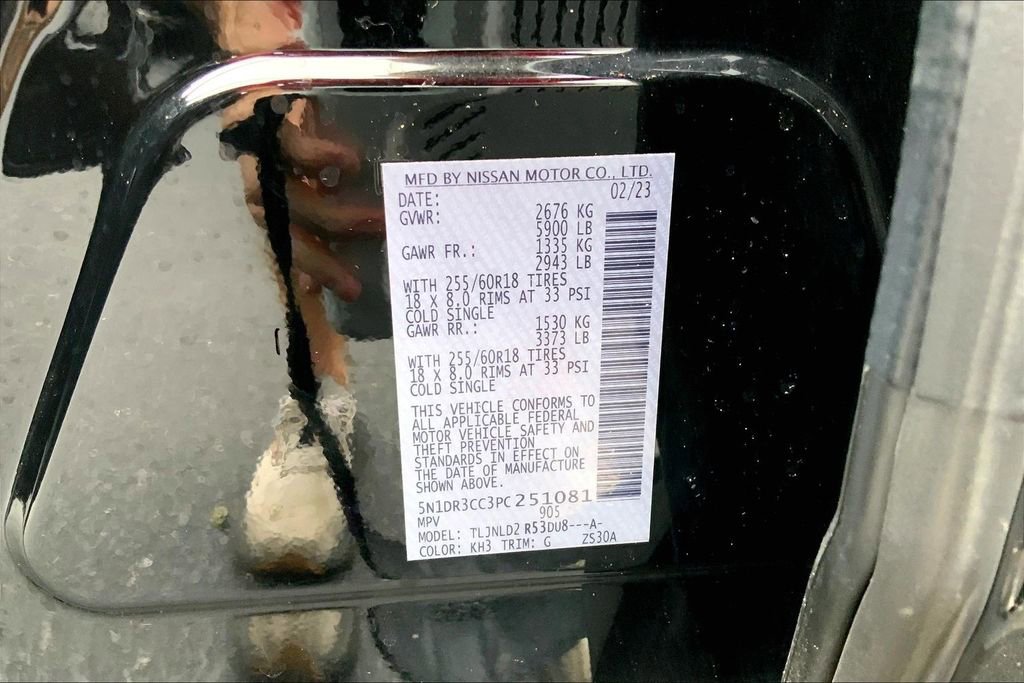 MFD BY NISSAN MOTOR CO., LTD.
DATE: 02/23
GVWR: 2676 KG
5900 LB
GAWR FR.: 1335 KG
2943 LB
WITH 255/60R18 TIRES
18 X 8.0 RIMS AT 33 PSI
COLD SINGLE
GAWR RR.: 1530 KG
3373 LB
WITH 255/60R18 TIRES
18 X 8.0 RIMS AT 33 PSI
COLD SINGLE
THIS VEHICLE CONFORMS TO
ALL APPLICABLE FEDERAL
MOTOR VEHICLE SAFETY AND
THEFT PREVENTION
STANDARDS IN EFFECT ON
THE DATE OF MANUFACTURE
SHOWN ABOVE.
5N1DR3CC3PC251081
MPV 905
MODEL: TLJNLD2 R53DU8---A-
COLOR: KH3 TRIM: G ZS30A